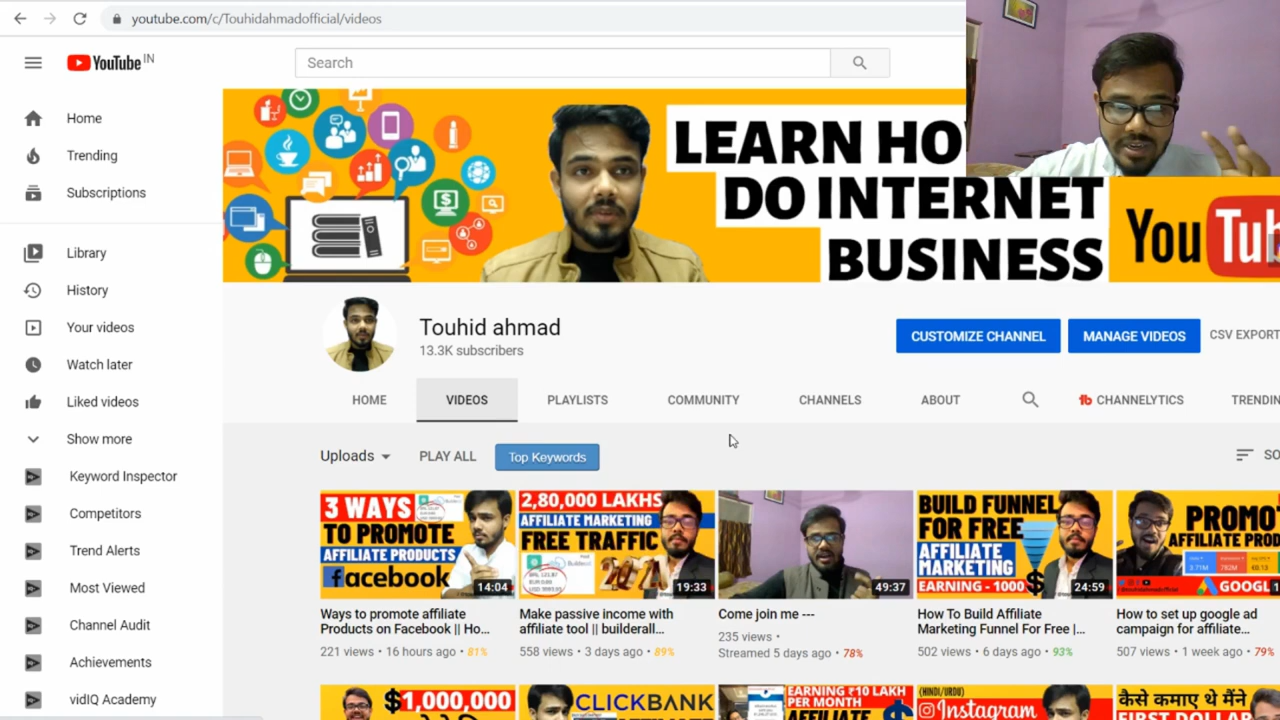 youtube.com/c/Touhidahmadofficial/videos
YouTube IN
Search
Home
Trending
Subscriptions
Library
History
Your videos
Watch later
Liked videos
Show more
Keyword Inspector
Competitors
Trend Alerts
Most Viewed
Channel Audit
Achievements
vidIQ Academy
LEARN HO
DO INTERNET
BUSINESS
YouTub
Touhid ahmad
13.3K subscribers
CUSTOMIZE CHANNEL
MANAGE VIDEOS
CSV EXPORT
HOME
VIDEOS
PLAYLISTS
COMMUNITY
CHANNELS
ABOUT
CHANNELYTICS
TRENDIN
Uploads
PLAY ALL
Top Keywords
SO
3 WAYS
TO PROMOTE
AFFILIATE PRODUCTS
facebook
14:04
Ways to promote affiliate
Products on Facebook || Ho...
221 views • 16 hours ago • 81%
2,80,000 LAKHS
AFFILIATE MARKETING
FREE TRAFFIC
19:33
Make passive income with
affiliate tool || builderall...
558 views • 3 days ago • 89%
49:37
Come join me ---
235 views •
Streamed 5 days ago • 78%
BUILD FUNNEL
FOR FREE
AFFILIATE
MARKETING
EARNING - 1000$
24:59
How To Build Affiliate
Marketing Funnel For Free |...
502 views • 6 days ago • 93%
PROMOT
AFFILIATE PROD
GOOGL
How to set up google ad
campaign for affiliate...
507 views • 1 week ago • 79%
$1,000,000
CLICKBANK
EARNING ₹10 LAKH
PER MONTH
AFFILIATE
(HINDI/URDU)
Instagram
कैसे कमाए थे मैंने